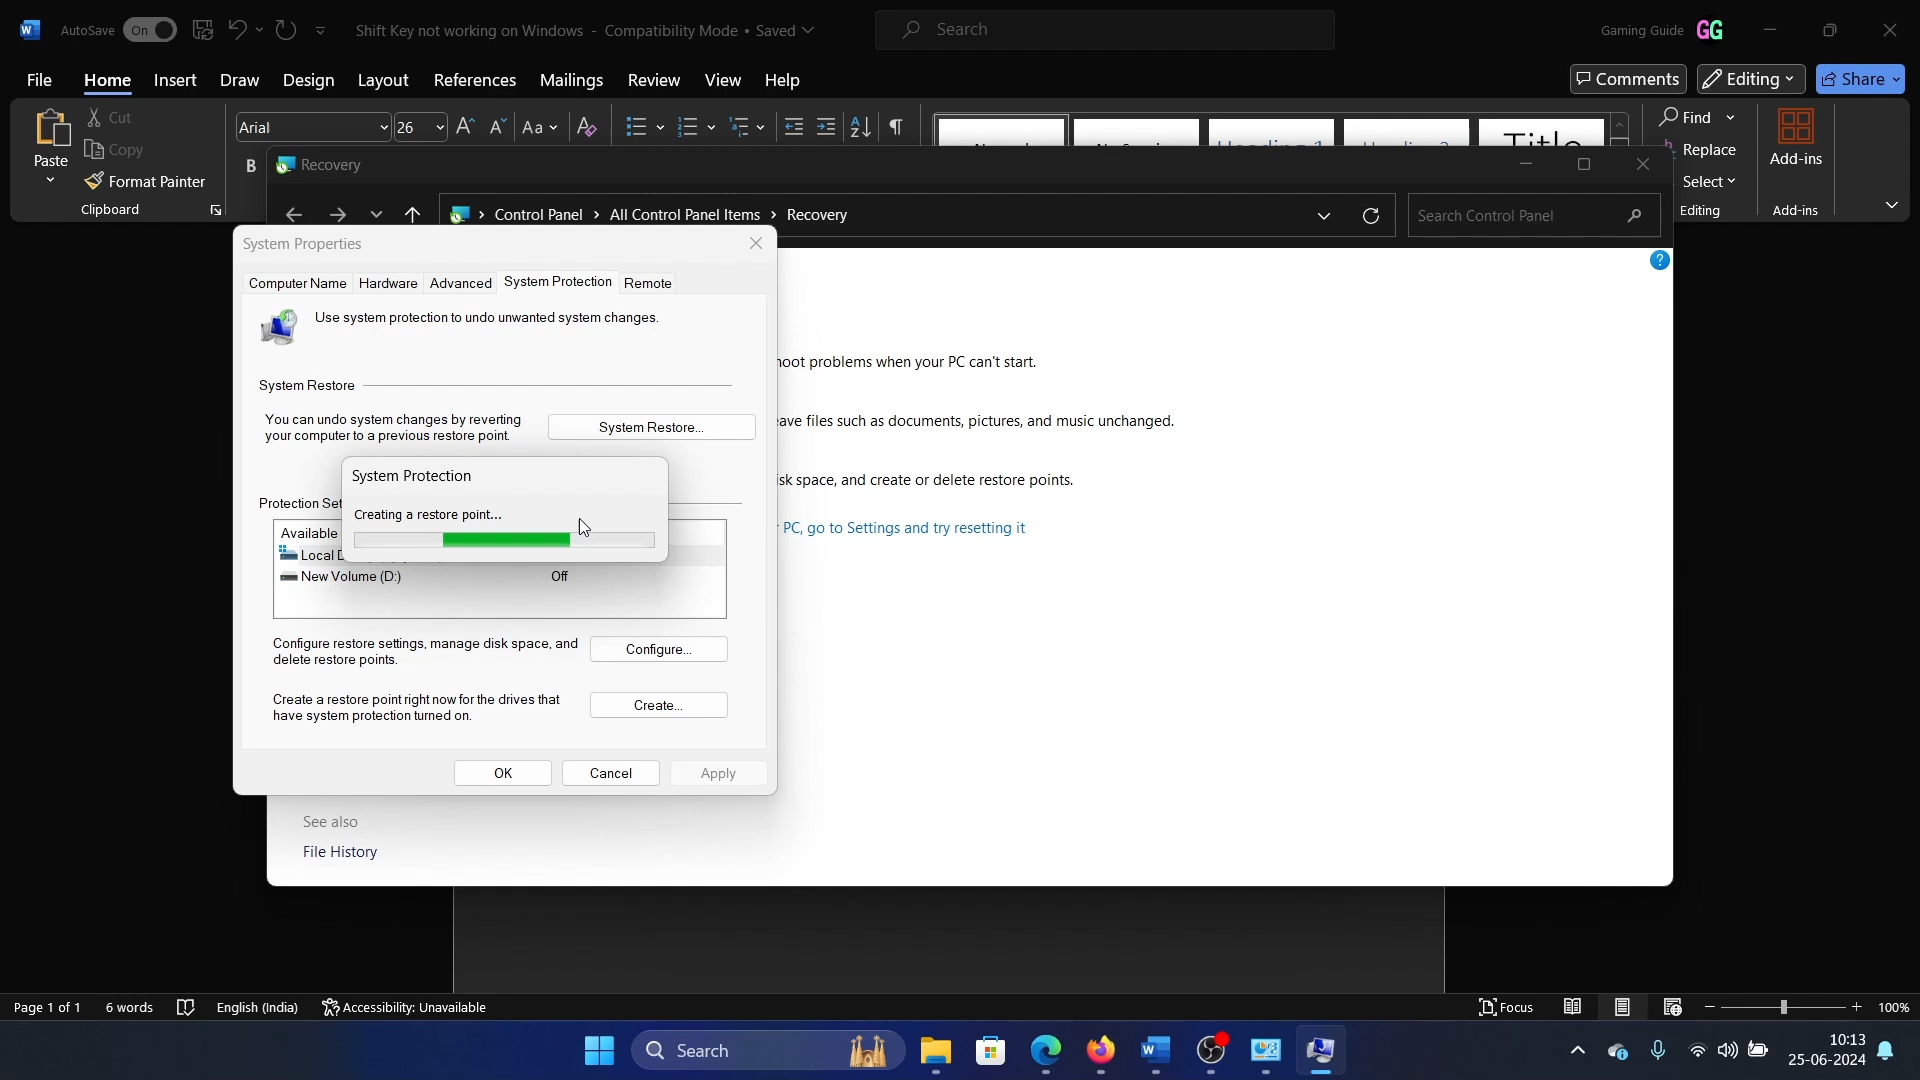 AutoSave On Shift Key not working on Windows - Compatibility Mode • Saved Search Gaming Guide GG
File Home Insert Draw Design Layout References Mailings Review View Help Comments Editing Share
Paste
Cut
Copy
Format Painter
Clipboard
Arial 26 Aa
B
Title
Find
Replace
Select
Editing
Add-ins
Add-ins
Recovery
Control Panel > All Control Panel Items > Recovery Search Control Panel
System Properties
Computer Name Hardware Advanced System Protection Remote
Use system protection to undo unwanted system changes.
System Restore
You can undo system changes by reverting
your computer to a previous restore point.
System Restore...
System Protection
Creating a restore point...
Protection Set
Available
Local D
New Volume (D:) Off
Configure restore settings, manage disk space, and
delete restore points.
Configure...
Create a restore point right now for the drives that
have system protection turned on.
Create...
OK Cancel Apply
oot problems when your PC can't start.
ave files such as documents, pictures, and music unchanged.
sk space, and create or delete restore points.
PC, go to Settings and try resetting it
See also
File History
Page 1 of 1 6 words English (India) Accessibility: Unavailable Focus 100%
Search
10:13
25-06-2024